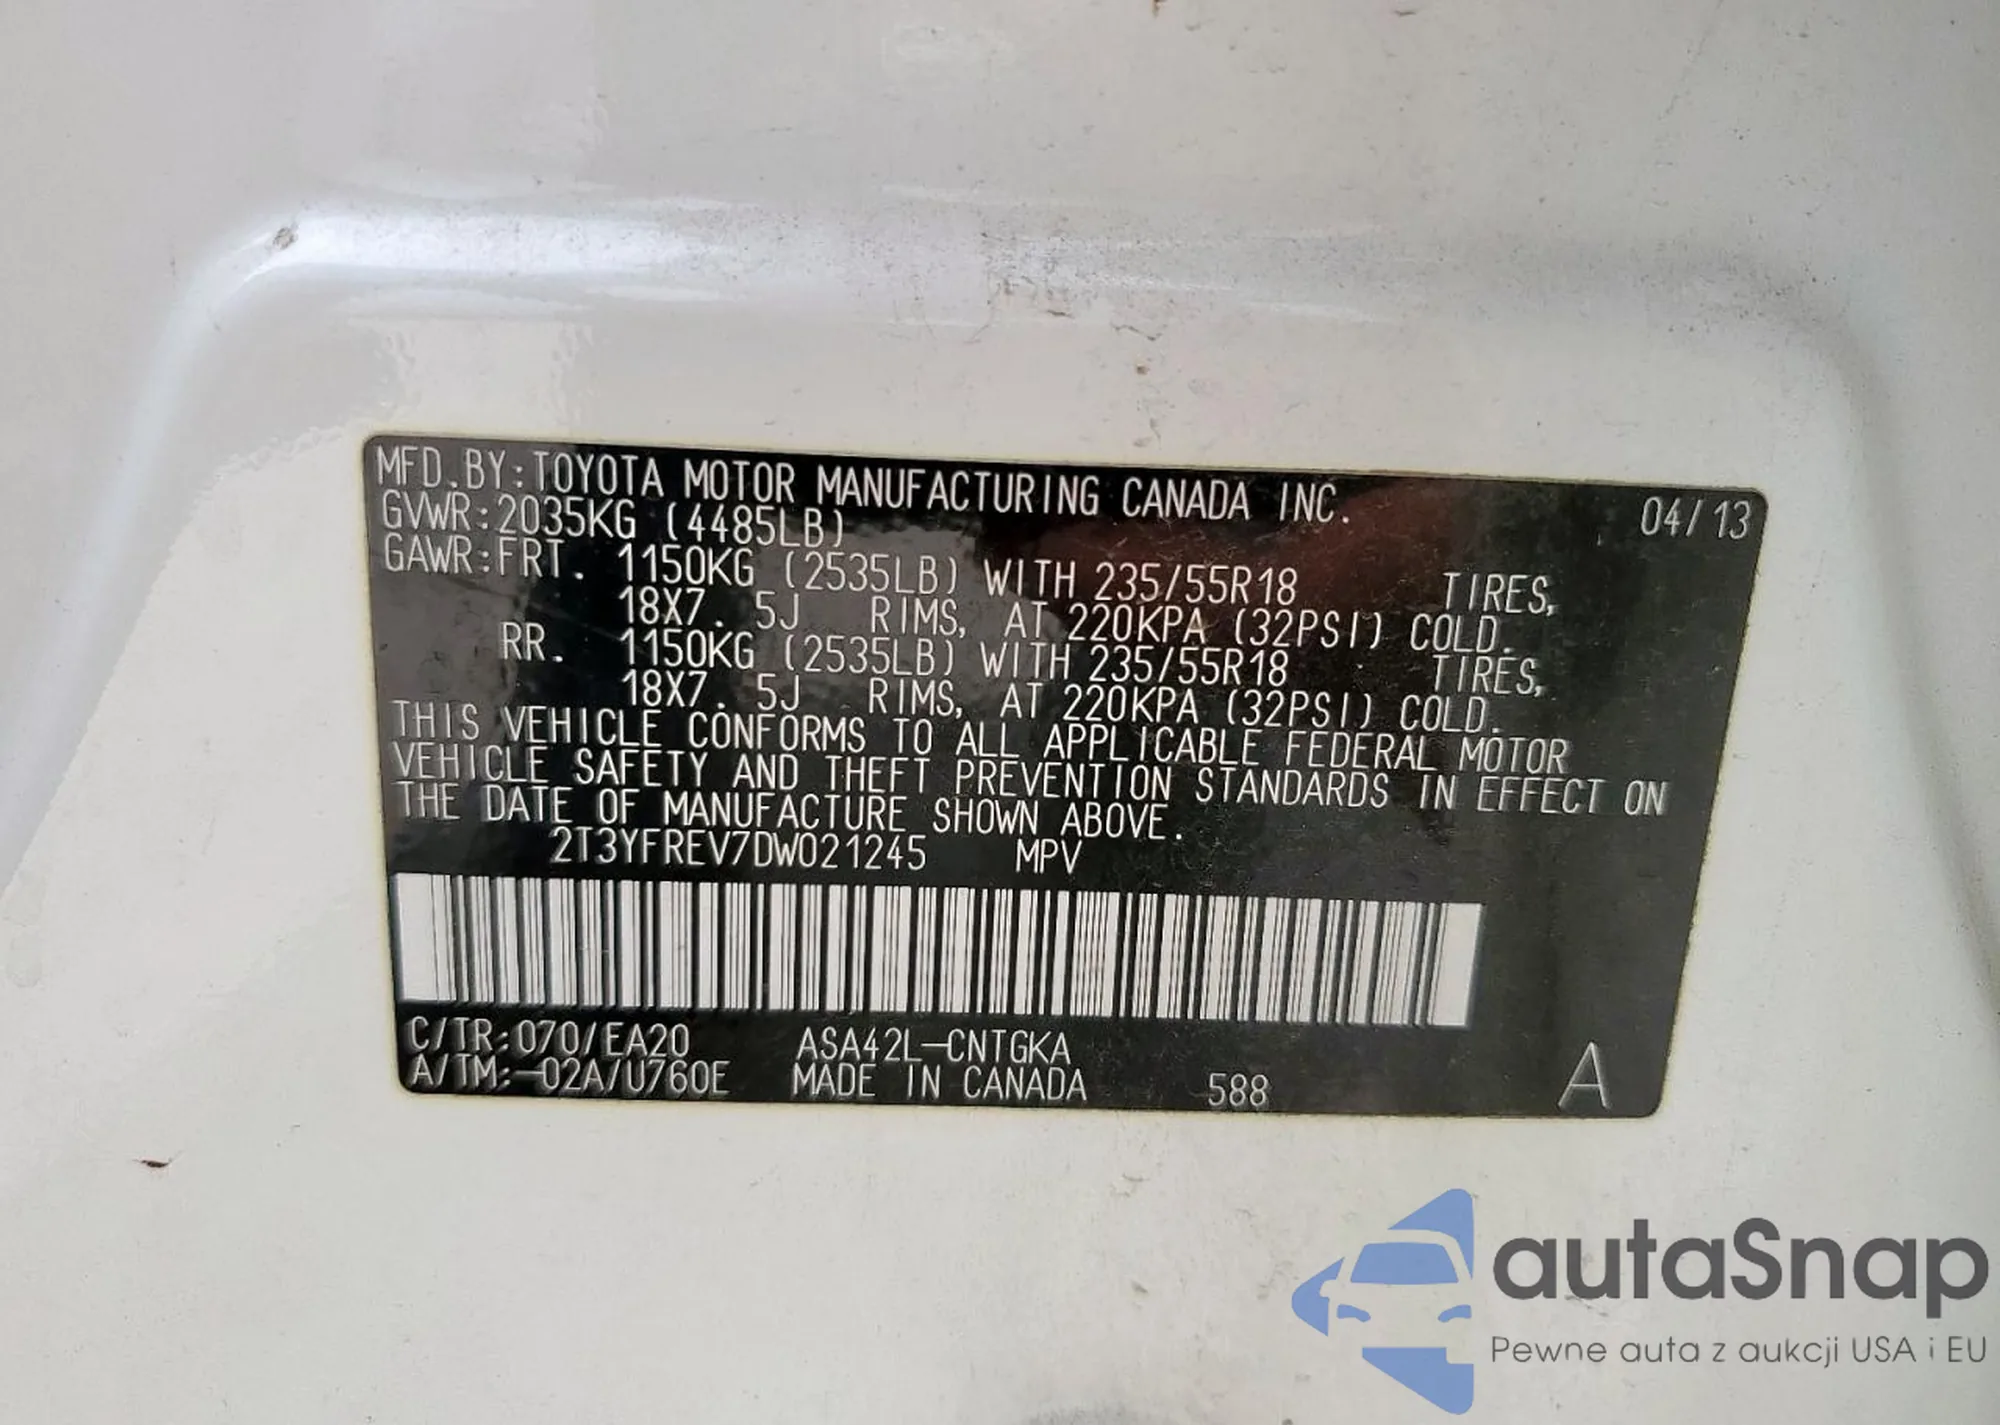 MFD.BY:TOYOTA MOTOR MANUFACTURING CANADA INC. 04/13
GVWR:2035KG (4485LB)
GAWR:FRT. 1150KG (2535LB) WITH 235/55R18 TIRES,
18X7. 5J RIMS, AT 220KPA (32PSI) COLD.
RR. 1150KG (2535LB) WITH 235/55R18 TIRES,
18X7. 5J RIMS, AT 220KPA (32PSI) COLD.
THIS VEHICLE CONFORMS TO ALL APPLICABLE FEDERAL MOTOR
VEHICLE SAFETY AND THEFT PREVENTION STANDARDS IN EFFECT ON
THE DATE OF MANUFACTURE SHOWN ABOVE.
2T3YFREV7DW021245 MPV
C/TR:070/EA20 ASA42L-CNTGKA
A/TM:-02A/U760E MADE IN CANADA 588 A
autaSnap
Pewne auta z aukcji USA i EU